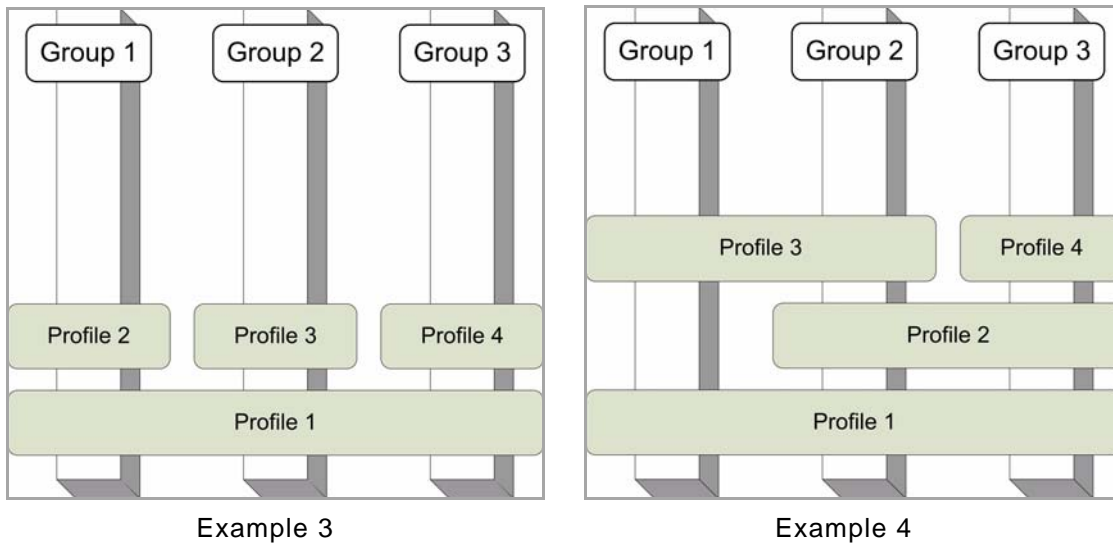 Group 1
Group 2
Group 3
Profile 2
Profile 3
Profile 4
Profile 1
Example 3
Group 1
Group 2
Group 3
Profile 3
Profile 4
Profile 2
Profile 1
Example 4